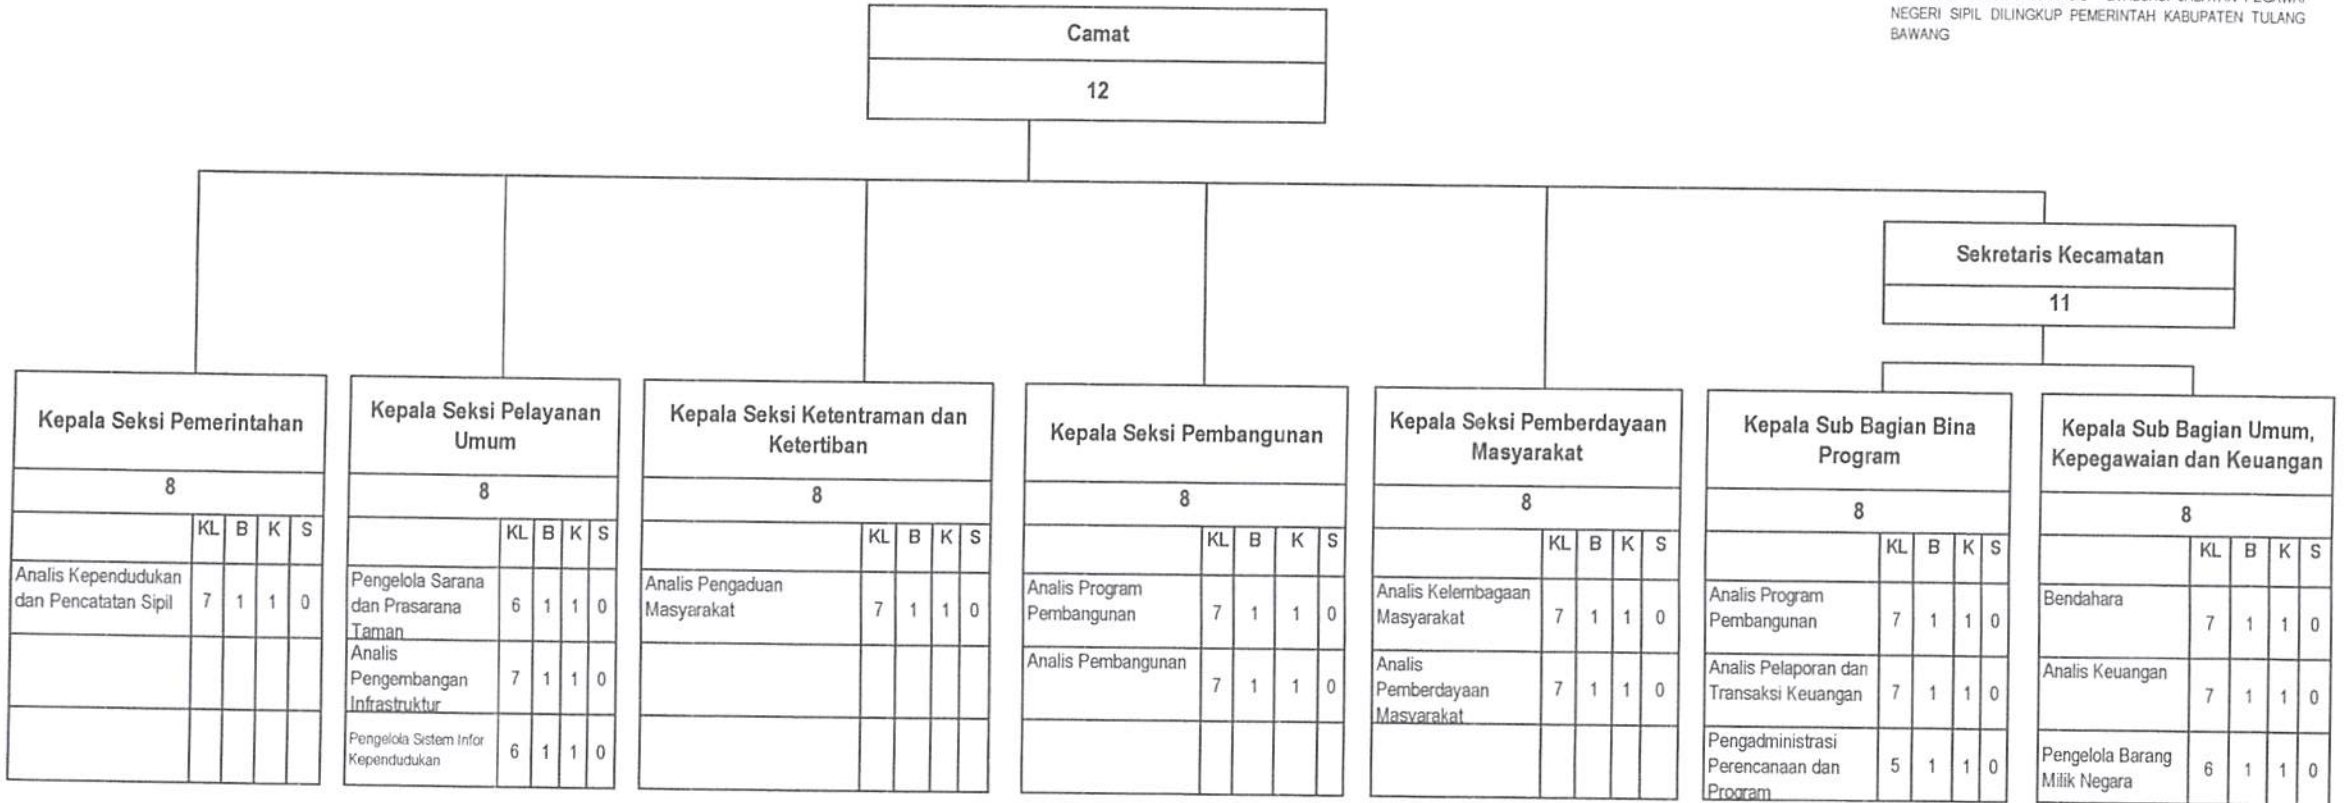 NEGERI SIPIL DILINGKUP PEMERINTAH KABUPATEN TULANG
BAWANG
Camat
12
Sekretaris Kecamatan
11
Kepala Seksi Pemerintahan
8
KL B K S
Analis Kependudukan
dan Pencatatan Sipil 7 1 1 0
Kepala Seksi Pelayanan
Umum
8
KL B K S
Pengelola Sarana
dan Prasarana 6 1 1 0
Taman
Analis
Pengembangan 7 1 1 0
Infrastruktur
Pengelola Sistem Infor
Kependudukan 6 1 1 0
Kepala Seksi Ketentraman dan
Ketertiban
8
KL B K S
Analis Pengaduan
Masyarakat 7 1 1 0
Kepala Seksi Pembangunan
8
KL B K S
Analis Program
Pembangunan 7 1 1 0
Analis Pembangunan
7 1 1 0
Kepala Seksi Pemberdayaan
Masyarakat
8
KL B K S
Analis Kelembagaan
Masyarakat 7 1 1 0
Analis
Pemberdayaan 7 1 1 0
Masyarakat
Kepala Sub Bagian Bina
Program
8
KL B K S
Analis Program
Pembangunan 7 1 1 0
Analis Pelaporan dan
Transaksi Keuangan 7 1 1 0
Pengadministrasi
Perencanaan dan 5 1 1 0
Program
Kepala Sub Bagian Umum,
Kepegawaian dan Keuangan
8
KL B K S
Bendahara
7 1 1 0
Analis Keuangan
7 1 1 0
Pengelola Barang
Milik Negara 6 1 1 0